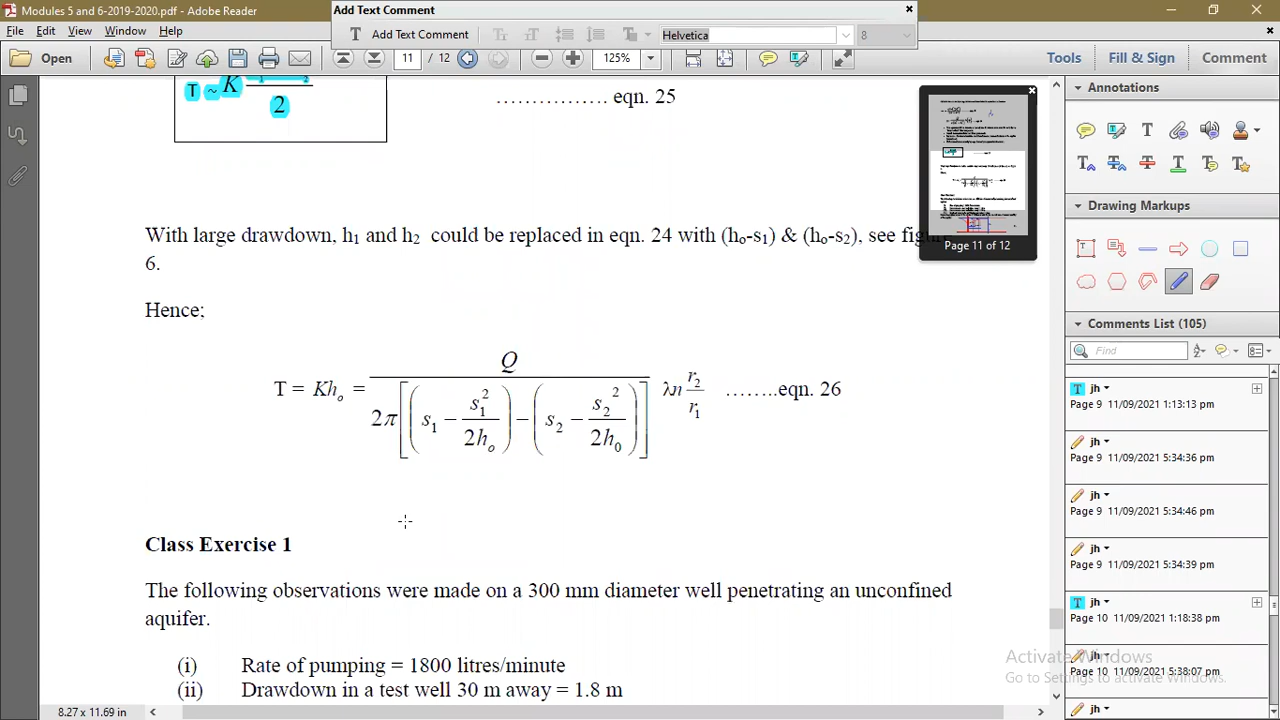 Modules 5 and 6-2019-2020.pdf - Adobe Reader
Add Text Comment
File Edit View Window Help
Add Text Comment
Helvetica
8
Open
11 / 12
125%
Tools
Fill & Sign
Comment
T ~ K
2
……………. eqn. 25
With large drawdown, h1 and h2 could be replaced in eqn. 24 with (ho-s1) & (ho-s2), see figure
6.
Hence;
T = Kho = Q / 2π[(s1 − s1²/2ho) − (s2 − s2²/2h0)] λn r2/r1 ……..eqn. 26
Class Exercise 1
The following observations were made on a 300 mm diameter well penetrating an unconfined
aquifer.
(i) Rate of pumping = 1800 litres/minute
(ii) Drawdown in a test well 30 m away = 1.8 m
8.27 x 11.69 in
Page 11 of 12
Annotations
Drawing Markups
Comments List (105)
Find
jh
Page 9 11/09/2021 1:13:13 pm
jh
Page 9 11/09/2021 5:34:36 pm
jh
Page 9 11/09/2021 5:34:46 pm
jh
Page 9 11/09/2021 5:34:39 pm
jh
Page 10 11/09/2021 1:18:38 pm
jh
Page 10 11/09/2021 5:38:07 pm
jh
Activate Windows
Go to Settings to activate Windows.